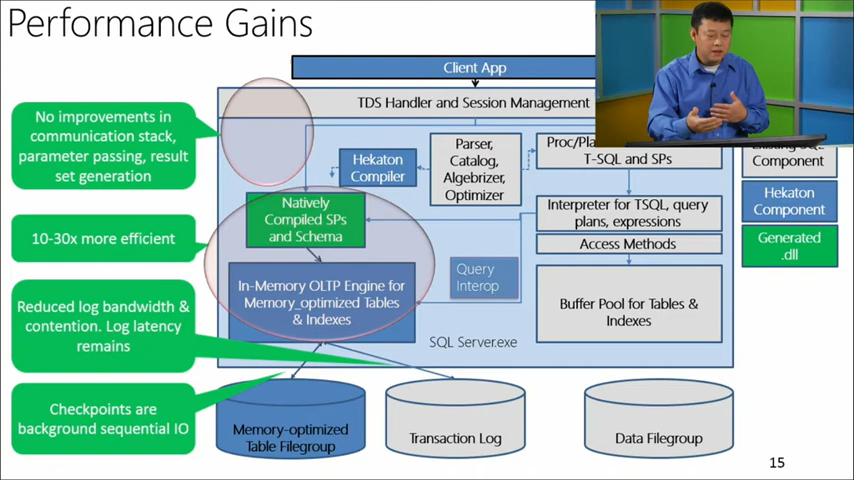 Performance Gains
Client App
TDS Handler and Session Management
No improvements in
communication stack,
parameter passing, result
set generation
Hekaton
Compiler
Parser,
Catalog,
Algebrizer,
Optimizer
T-SQL and SPs
Component
Natively
Compiled SPs
and Schema
Interpreter for TSQL, query
plans, expressions
Hekaton
Component
10-30x more efficient
Access Methods
Generated
.dll
In-Memory OLTP Engine for
Memory_optimized Tables
& Indexes
Query
Interop
Buffer Pool for Tables &
Indexes
Reduced log bandwidth &
contention. Log latency
remains
SQL Server.exe
Checkpoints are
background sequential IO
Memory-optimized
Table Filegroup
Transaction Log
Data Filegroup
15